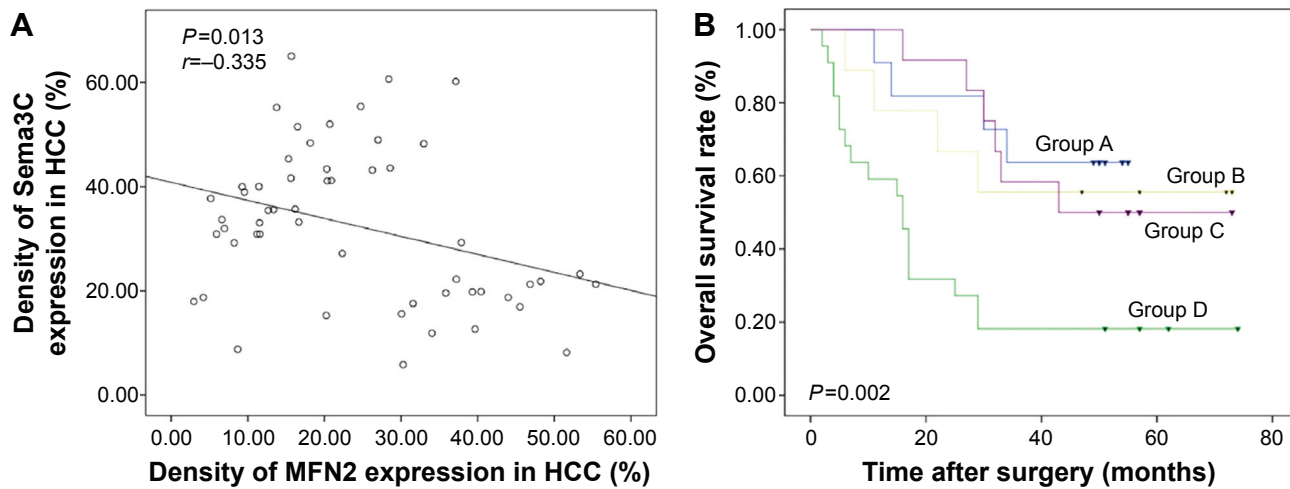 A
P=0.013
r=–0.335
Density of Sema3C
expression in HCC (%)
60.00
40.00
20.00
0.00
0.00 10.00 20.00 30.00 40.00 50.00 60.00
Density of MFN2 expression in HCC (%)
B
Overall survival rate (%)
1.00
0.80
0.60
0.40
0.20
0.00
Group A
Group B
Group C
Group D
P=0.002
0 20 40 60 80
Time after surgery (months)